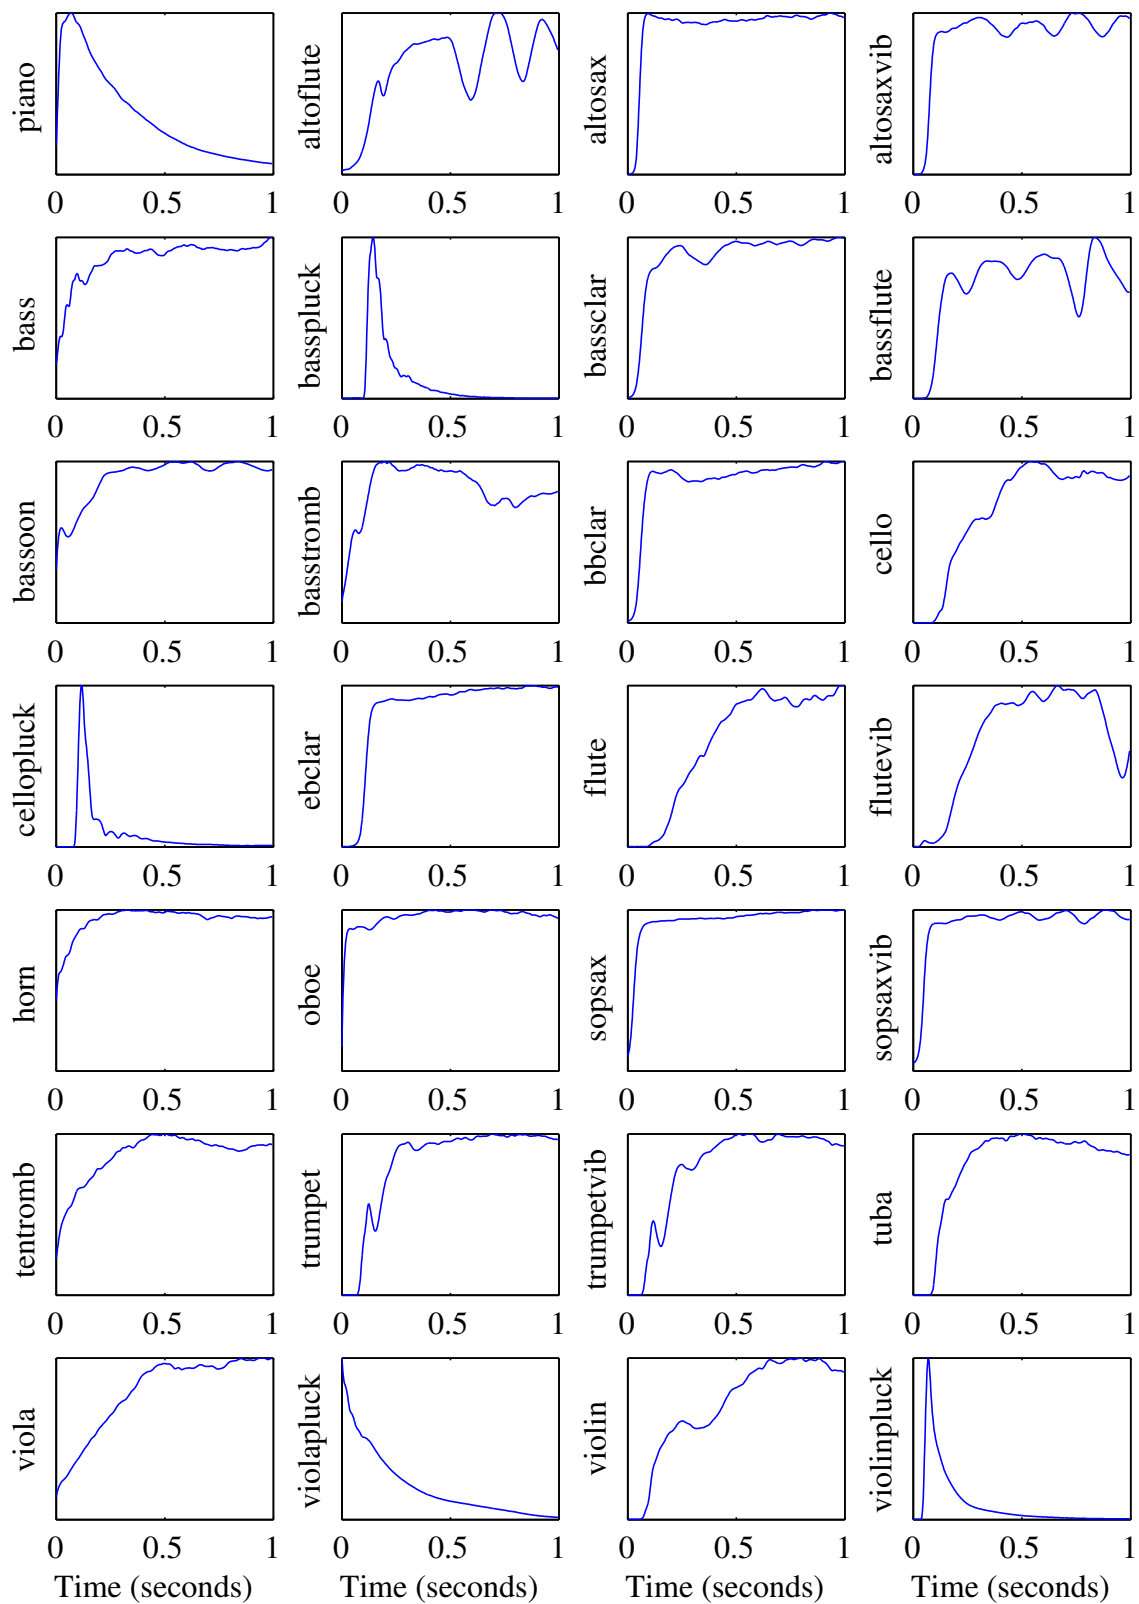 piano
altoflute
altosax
altosaxvib
0 0.5 1 0 0.5 1 0 0.5 1 0 0.5 1
bass
basspluck
bassclar
bassflute
0 0.5 1 0 0.5 1 0 0.5 1 0 0.5 1
bassoon
basstromb
bbclar
cello
0 0.5 1 0 0.5 1 0 0.5 1 0 0.5 1
cellopluck
ebclar
flute
flutevib
0 0.5 1 0 0.5 1 0 0.5 1 0 0.5 1
horn
oboe
sopsax
sopsaxvib
0 0.5 1 0 0.5 1 0 0.5 1 0 0.5 1
tentromb
trumpet
trumpetvib
tuba
0 0.5 1 0 0.5 1 0 0.5 1 0 0.5 1
viola
violapluck
violin
violinpluck
0 0.5 1 0 0.5 1 0 0.5 1 0 0.5 1
Time (seconds) Time (seconds) Time (seconds) Time (seconds)